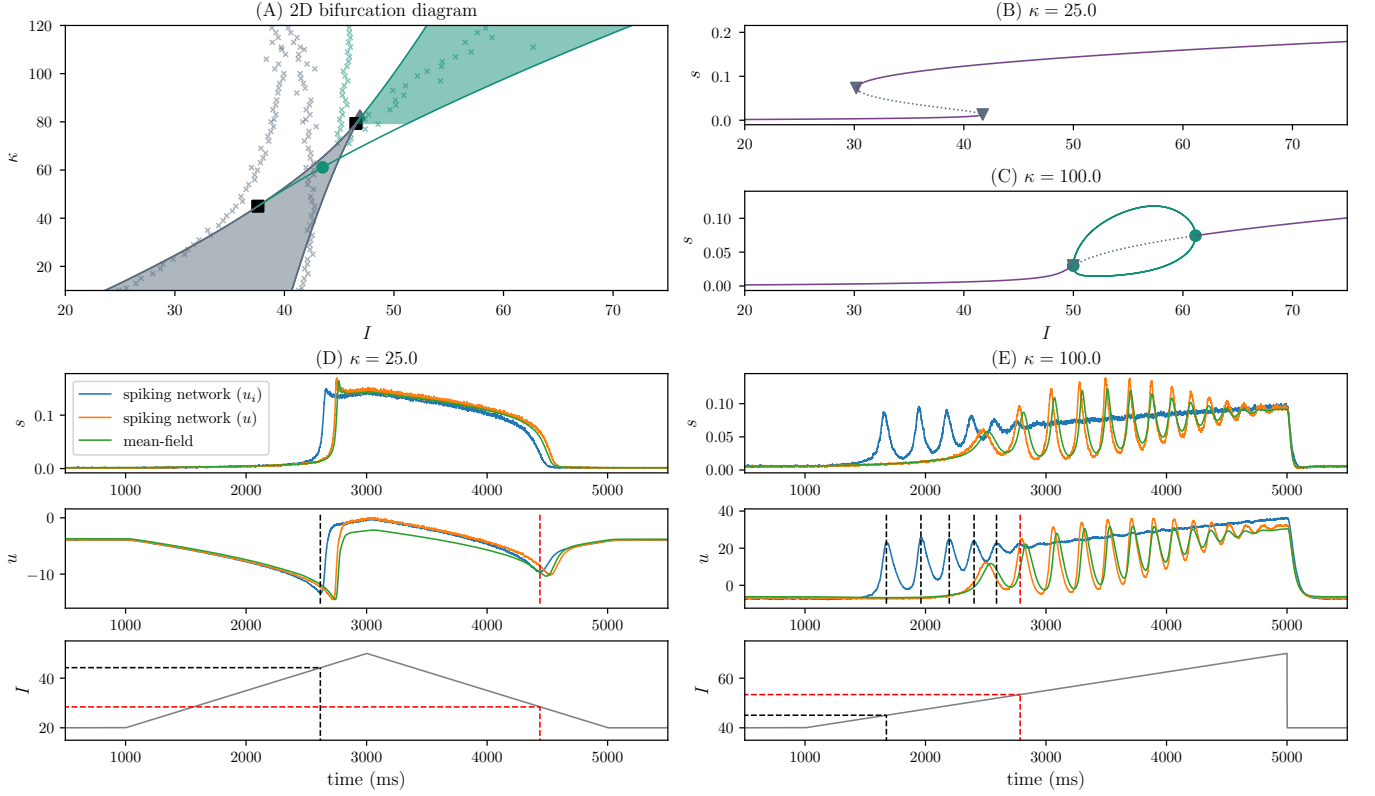 (A) 2D bifurcation diagram
120
100
80
60
40
20
κ
20 30 40 50 60 70
I
(B) κ = 25.0
0.2
0.1
0.0
s
20 30 40 50 60 70
(C) κ = 100.0
0.10
0.05
0.00
s
20 30 40 50 60 70
I
(D) κ = 25.0
spiking network (uᵢ)
spiking network (u)
mean-field
0.1
0.0
s
1000 2000 3000 4000 5000
0
−10
u
1000 2000 3000 4000 5000
40
20
I
1000 2000 3000 4000 5000
time (ms)
(E) κ = 100.0
0.10
0.05
0.00
s
1000 2000 3000 4000 5000
40
20
0
u
1000 2000 3000 4000 5000
60
40
I
1000 2000 3000 4000 5000
time (ms)